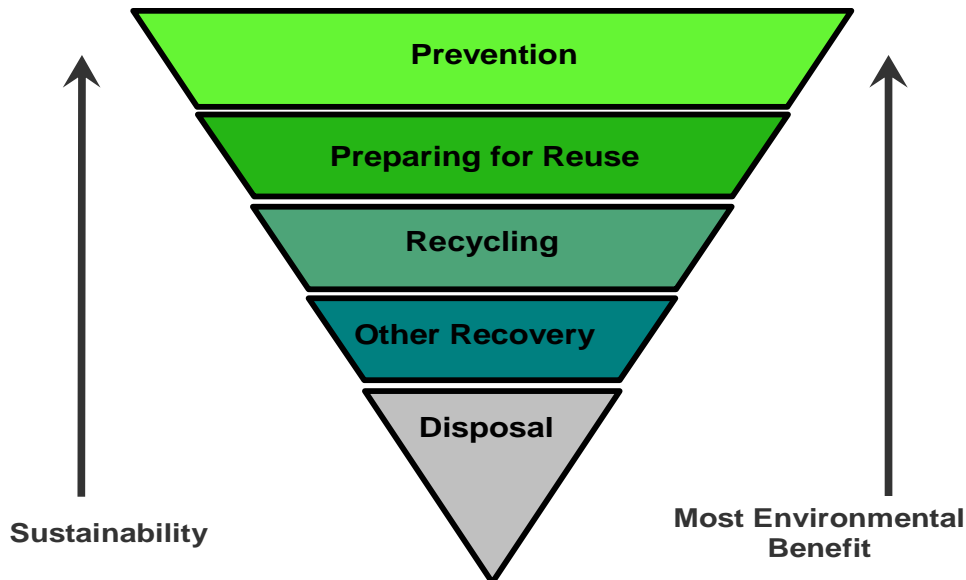 Prevention
Preparing for Reuse
Recycling
Other Recovery
Disposal
Sustainability
Most Environmental
Benefit